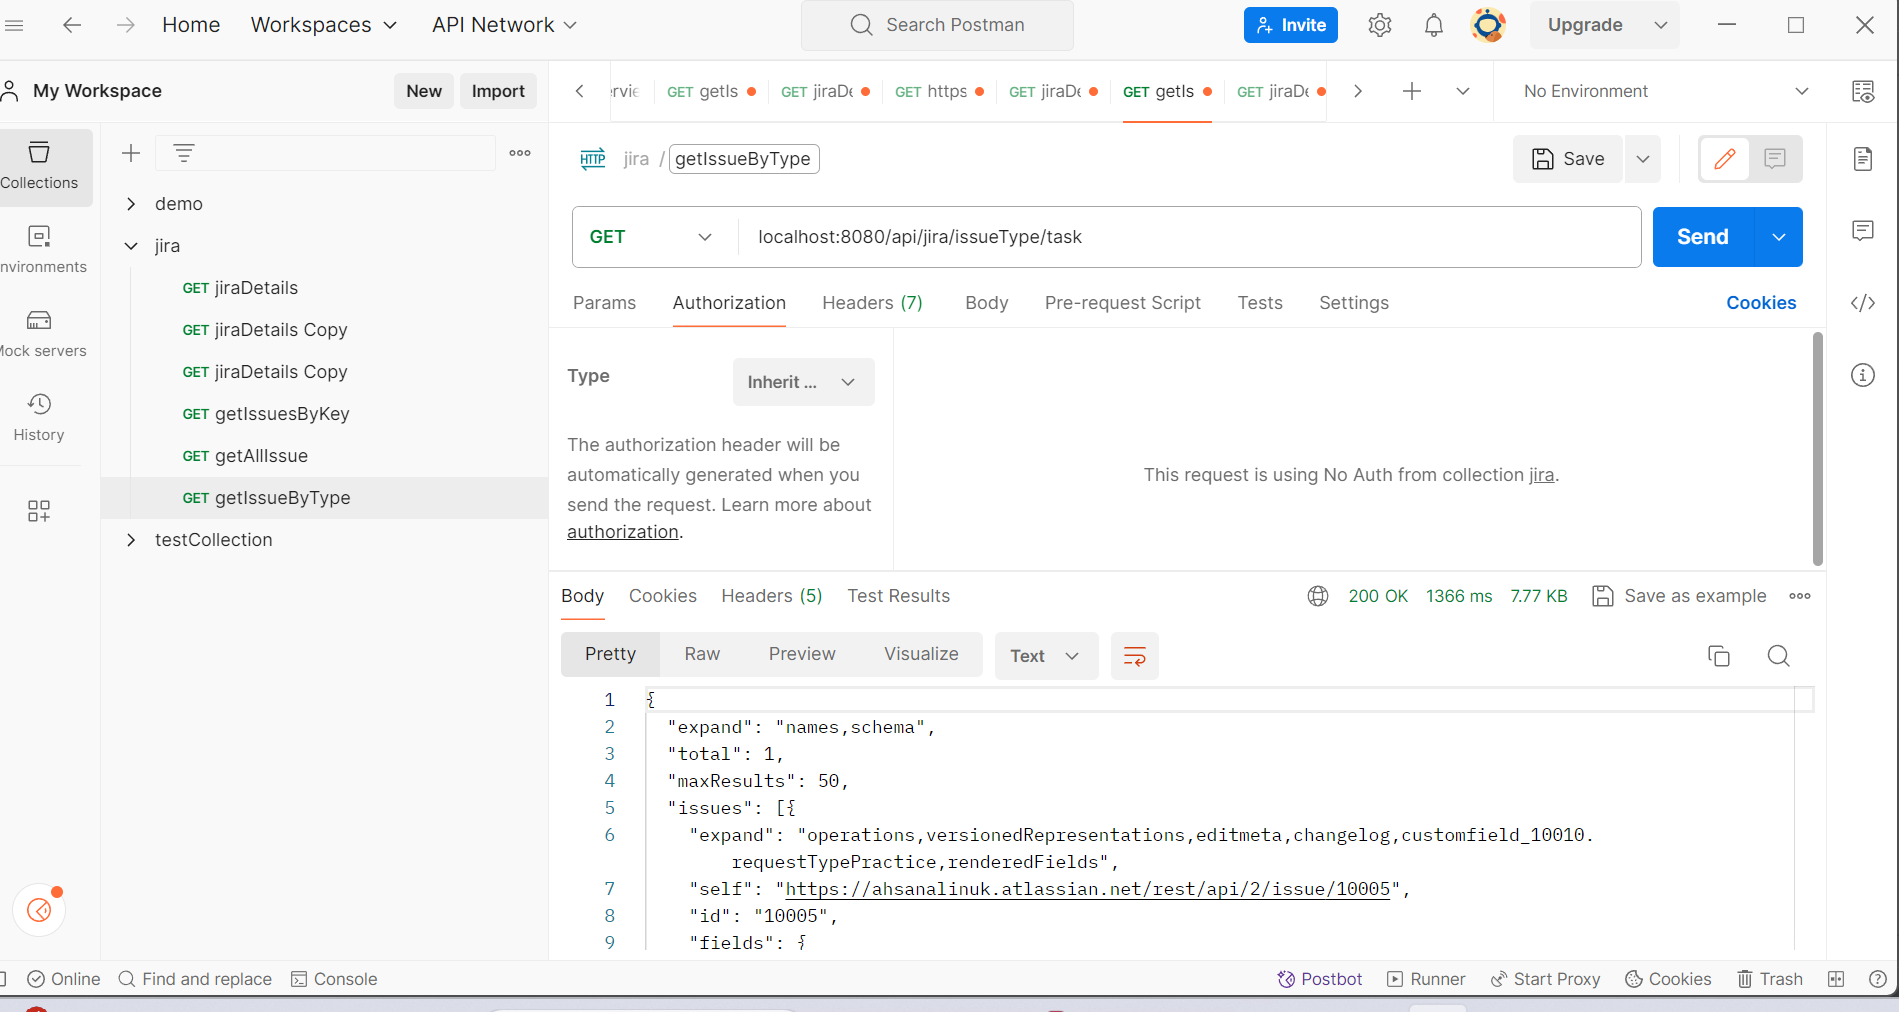 Home Workspaces API Network Search Postman Invite Upgrade
My Workspace New Import GET getIs GET jiraDe GET https GET jiraDe GET getIs GET jiraDe No Environment
jira / getIssueByType Save
HTTP
Collections
demo
GET localhost:8080/api/jira/issueType/task Send
jira
GET jiraDetails
Params Authorization Headers (7) Body Pre-request Script Tests Settings Cookies
GET jiraDetails Copy
GET jiraDetails Copy
Type Inherit ...
GET getIssuesByKey
History
The authorization header will be
automatically generated when you
send the request. Learn more about
authorization.
This request is using No Auth from collection jira.
GET getAllIssue
GET getIssueByType
testCollection
Body Cookies Headers (5) Test Results 200 OK 1366 ms 7.77 KB Save as example
Pretty Raw Preview Visualize Text
1 {
2 "expand": "names,schema",
3 "total": 1,
4 "maxResults": 50,
5 "issues": [{
6 "expand": "operations,versionedRepresentations,editmeta,changelog,customfield_10010.
requestTypePractice,renderedFields",
7 "self": "https://ahsanalinuk.atlassian.net/rest/api/2/issue/10005",
8 "id": "10005",
9 "fields": {
nvironments
Mock servers
Online Find and replace Console Postbot Runner Start Proxy Cookies Trash